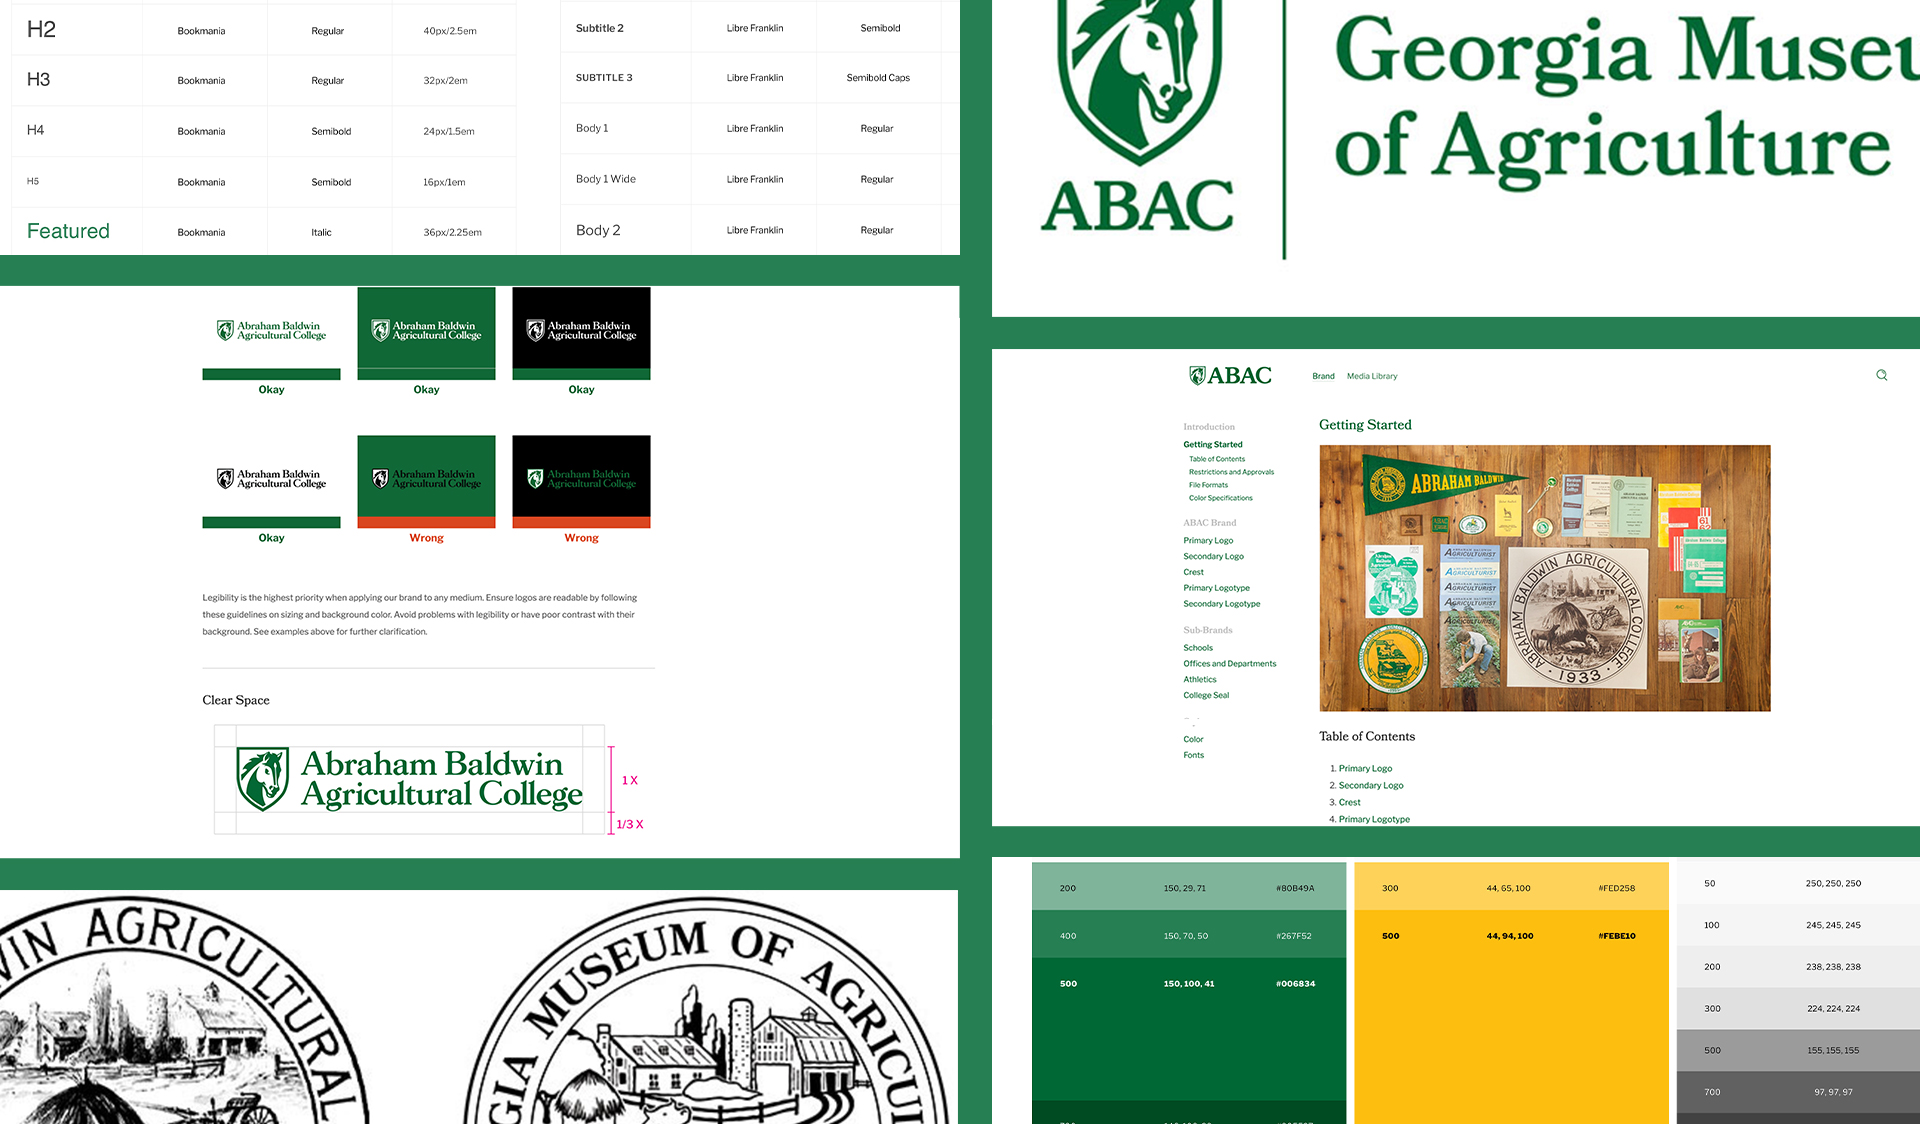 H2 Bookmania Regular 40px/2.5em
H3 Bookmania Regular 32px/2em
H4 Bookmania Semibold 24px/1.5em
H5 Bookmania Semibold 16px/1em
Featured Bookmania Italic 36px/2.25em
Subtitle 2 Libre Franklin Semibold
SUBTITLE 3 Libre Franklin Semibold Caps
Body 1 Libre Franklin Regular
Body 1 Wide Libre Franklin Regular
Body 2 Libre Franklin Regular
Georgia Museu
of Agriculture
ABAC
Abraham Baldwin
Agricultural College
Okay
Abraham Baldwin
Agricultural College
Okay
Abraham Baldwin
Agricultural College
Okay
Abraham Baldwin
Agricultural College
Okay
Abraham Baldwin
Agricultural College
Wrong
Abraham Baldwin
Agricultural College
Wrong
Legibility is the highest priority when applying our brand to any medium. Ensure logos are readable by following
these guidelines on sizing and background color. Avoid problems with legibility or have poor contrast with their
background. See examples above for further clarification.
Clear Space
Abraham Baldwin
Agricultural College
1 X
1/3 X
ABAC
Brand
Media Library
Introduction
Getting Started
Table of Contents
Restrictions and Approvals
File Formats
Color Specifications
ABAC Brand
Primary Logo
Secondary Logo
Crest
Primary Logotype
Secondary Logotype
Sub-Brands
Schools
Offices and Departments
Athletics
College Seal
Color
Fonts
Getting Started
ABRAHAM BALDWIN
AGRICULTURIST
AGRICULTURIST
AGRICULTURIST
AGRICULTURIST
ABRAHAM BALDWIN AGRICULTURAL COLLEGE
1933
Table of Contents
1. Primary Logo
2. Secondary Logo
3. Crest
4. Primary Logotype
WIN AGRICULTURAL
GIA MUSEUM OF AGRICUL
200 150, 29, 71 #80B49A
400 150, 70, 50 #267F52
500 150, 100, 41 #006834
300 44, 65, 100 #FED258
500 44, 94, 100 #FEBE10
50 250, 250, 250
100 245, 245, 245
200 238, 238, 238
300 224, 224, 224
500 155, 155, 155
700 97, 97, 97